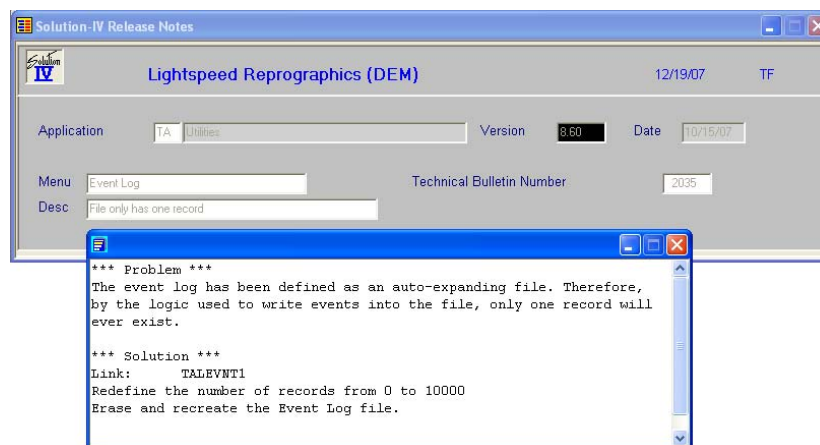 Solution-IV Release Notes
Solution
IV
Lightspeed Reprographics (DEM) 12/19/07 TF
Application TA Utilities Version 8.60 Date 10/15/07
Menu Event Log Technical Bulletin Number 2035
Desc File only has one record
*** Problem ***
The event log has been defined as an auto-expanding file. Therefore,
by the logic used to write events into the file, only one record will
ever exist.
*** Solution ***
Link: TALEVNT1
Redefine the number of records from 0 to 10000
Erase and recreate the Event Log file.